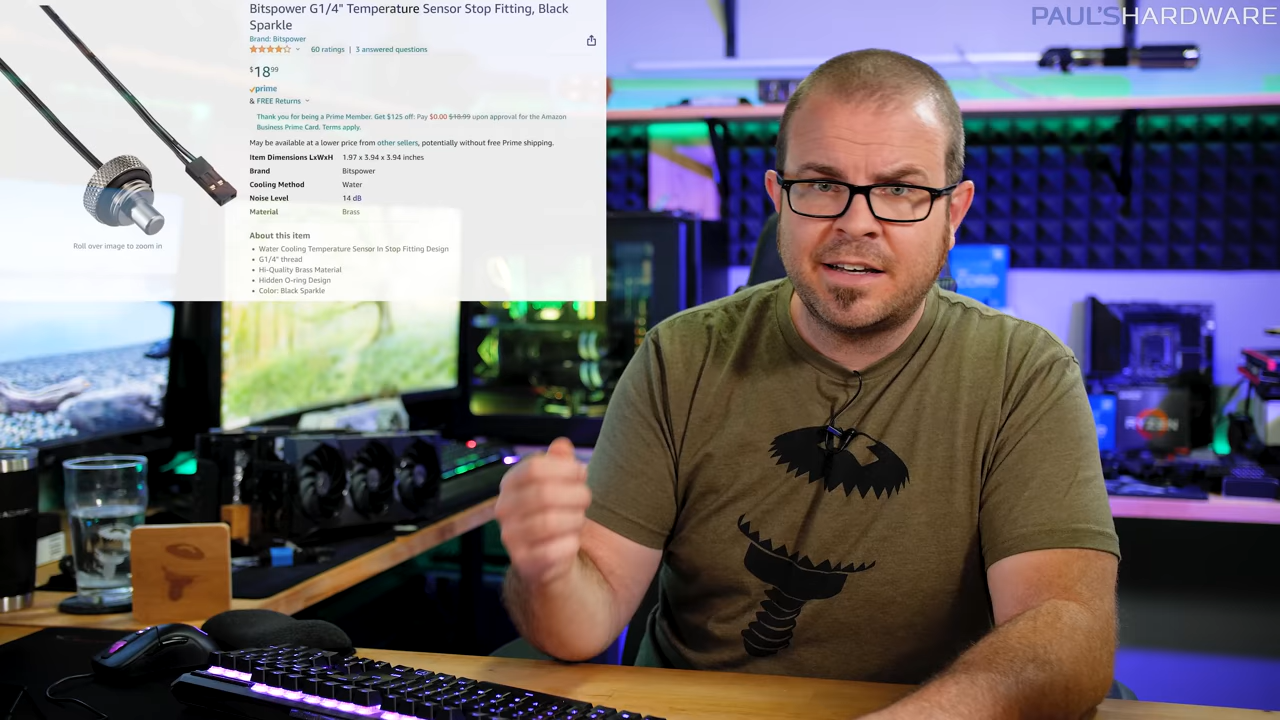 Bitspower G1/4" Temperature Sensor Stop Fitting, Black
Sparkle
Brand: Bitspower
60 ratings | 3 answered questions
$18.99
prime
& FREE Returns
Thank you for being a Prime Member. Get $125 off: Pay $0.00 $18.99 upon approval for the Amazon
Business Prime Card. Terms apply.
May be available at a lower price from other sellers, potentially without free Prime shipping.
Item Dimensions LxWxH 1.97 x 3.94 x 3.94 inches
Brand Bitspower
Cooling Method Water
Noise Level 14 dB
Material Brass
Roll over image to zoom in
About this item
• Water Cooling Temperature Sensor In Stop Fitting Design
• G1/4" thread
• Hi-Quality Brass Material
• Hidden O-ring Design
• Color: Black Sparkle
PAUL'SHARDWARE
RYZEN